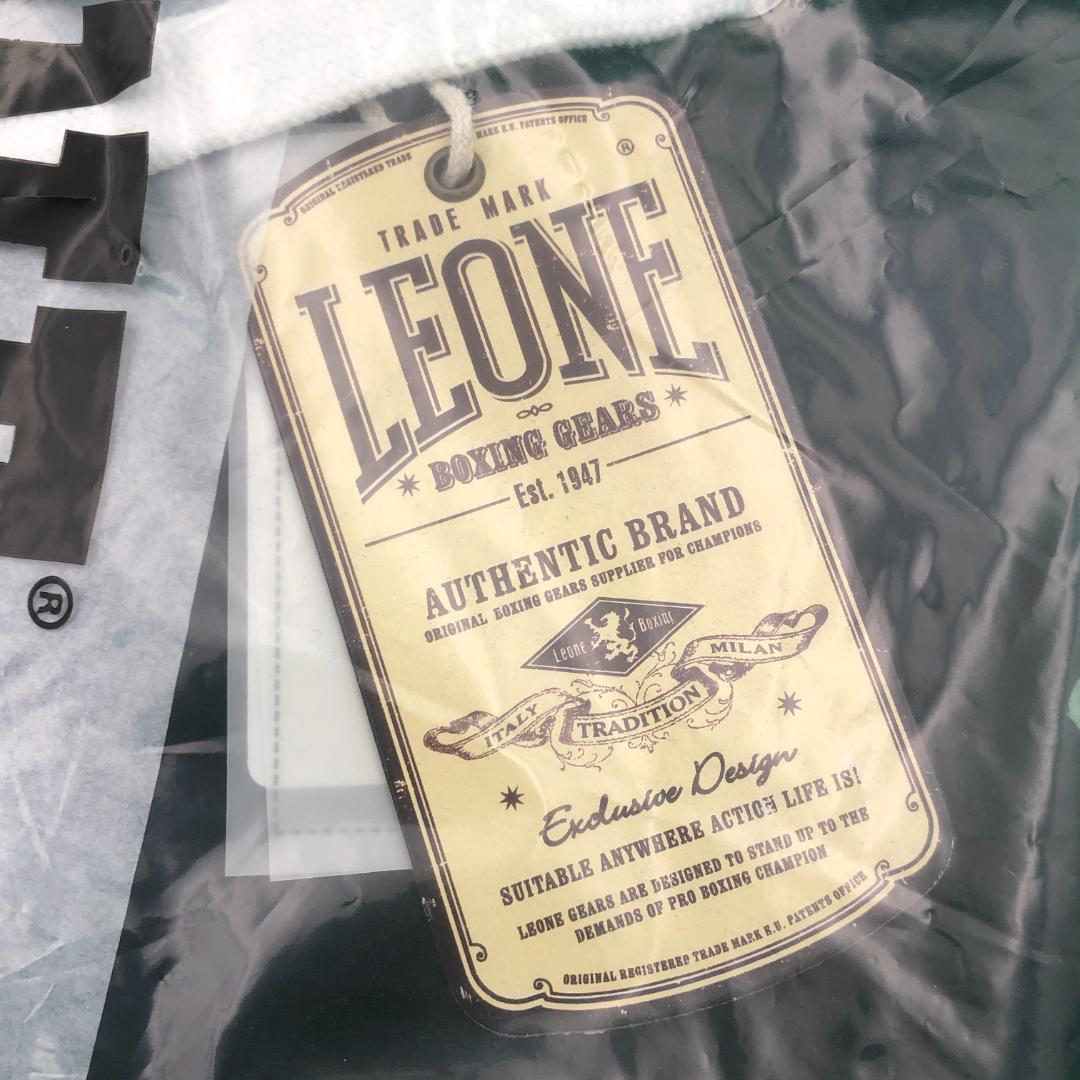 ORIGINAL REGISTERED TRADE MARK E.U. PATENTS OFFICE
®
TRADE MARK
LEONE
BOXING GEARS
Est. 1947
AUTHENTIC BRAND
ORIGINAL BOXING GEARS SUPPLIER FOR CHAMPIONS
Leone Boxing
ITALY TRADITION MILAN
Exclusive Design
SUITABLE ANYWHERE ACTION LIFE IS!
LEONE GEARS ARE DESIGNED TO STAND UP TO THE
DEMANDS OF PRO BOXING CHAMPION
ORIGINAL REGISTERED TRADE MARK E.U. PATENTS OFFICE
®